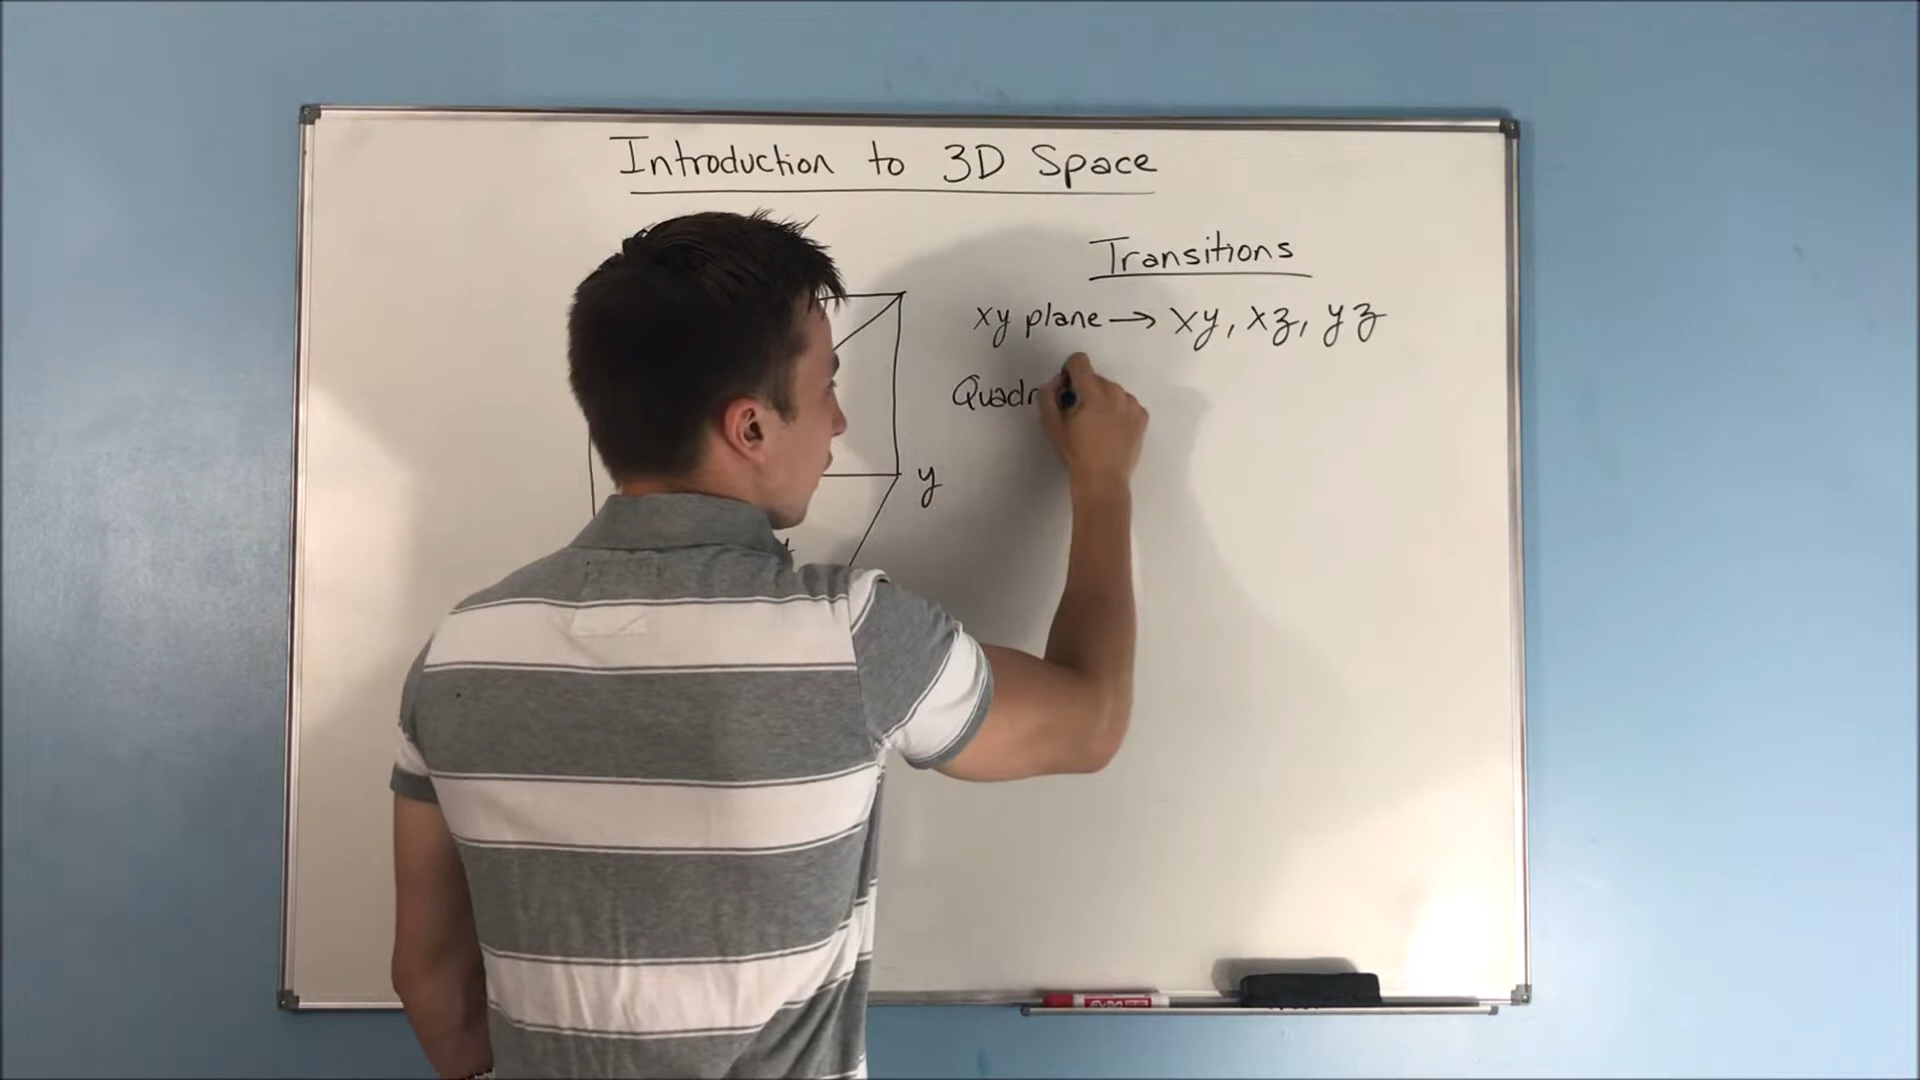 Introduction to 3D Space
Transitions
xy plane → xy, xz, yz
Quadr
y